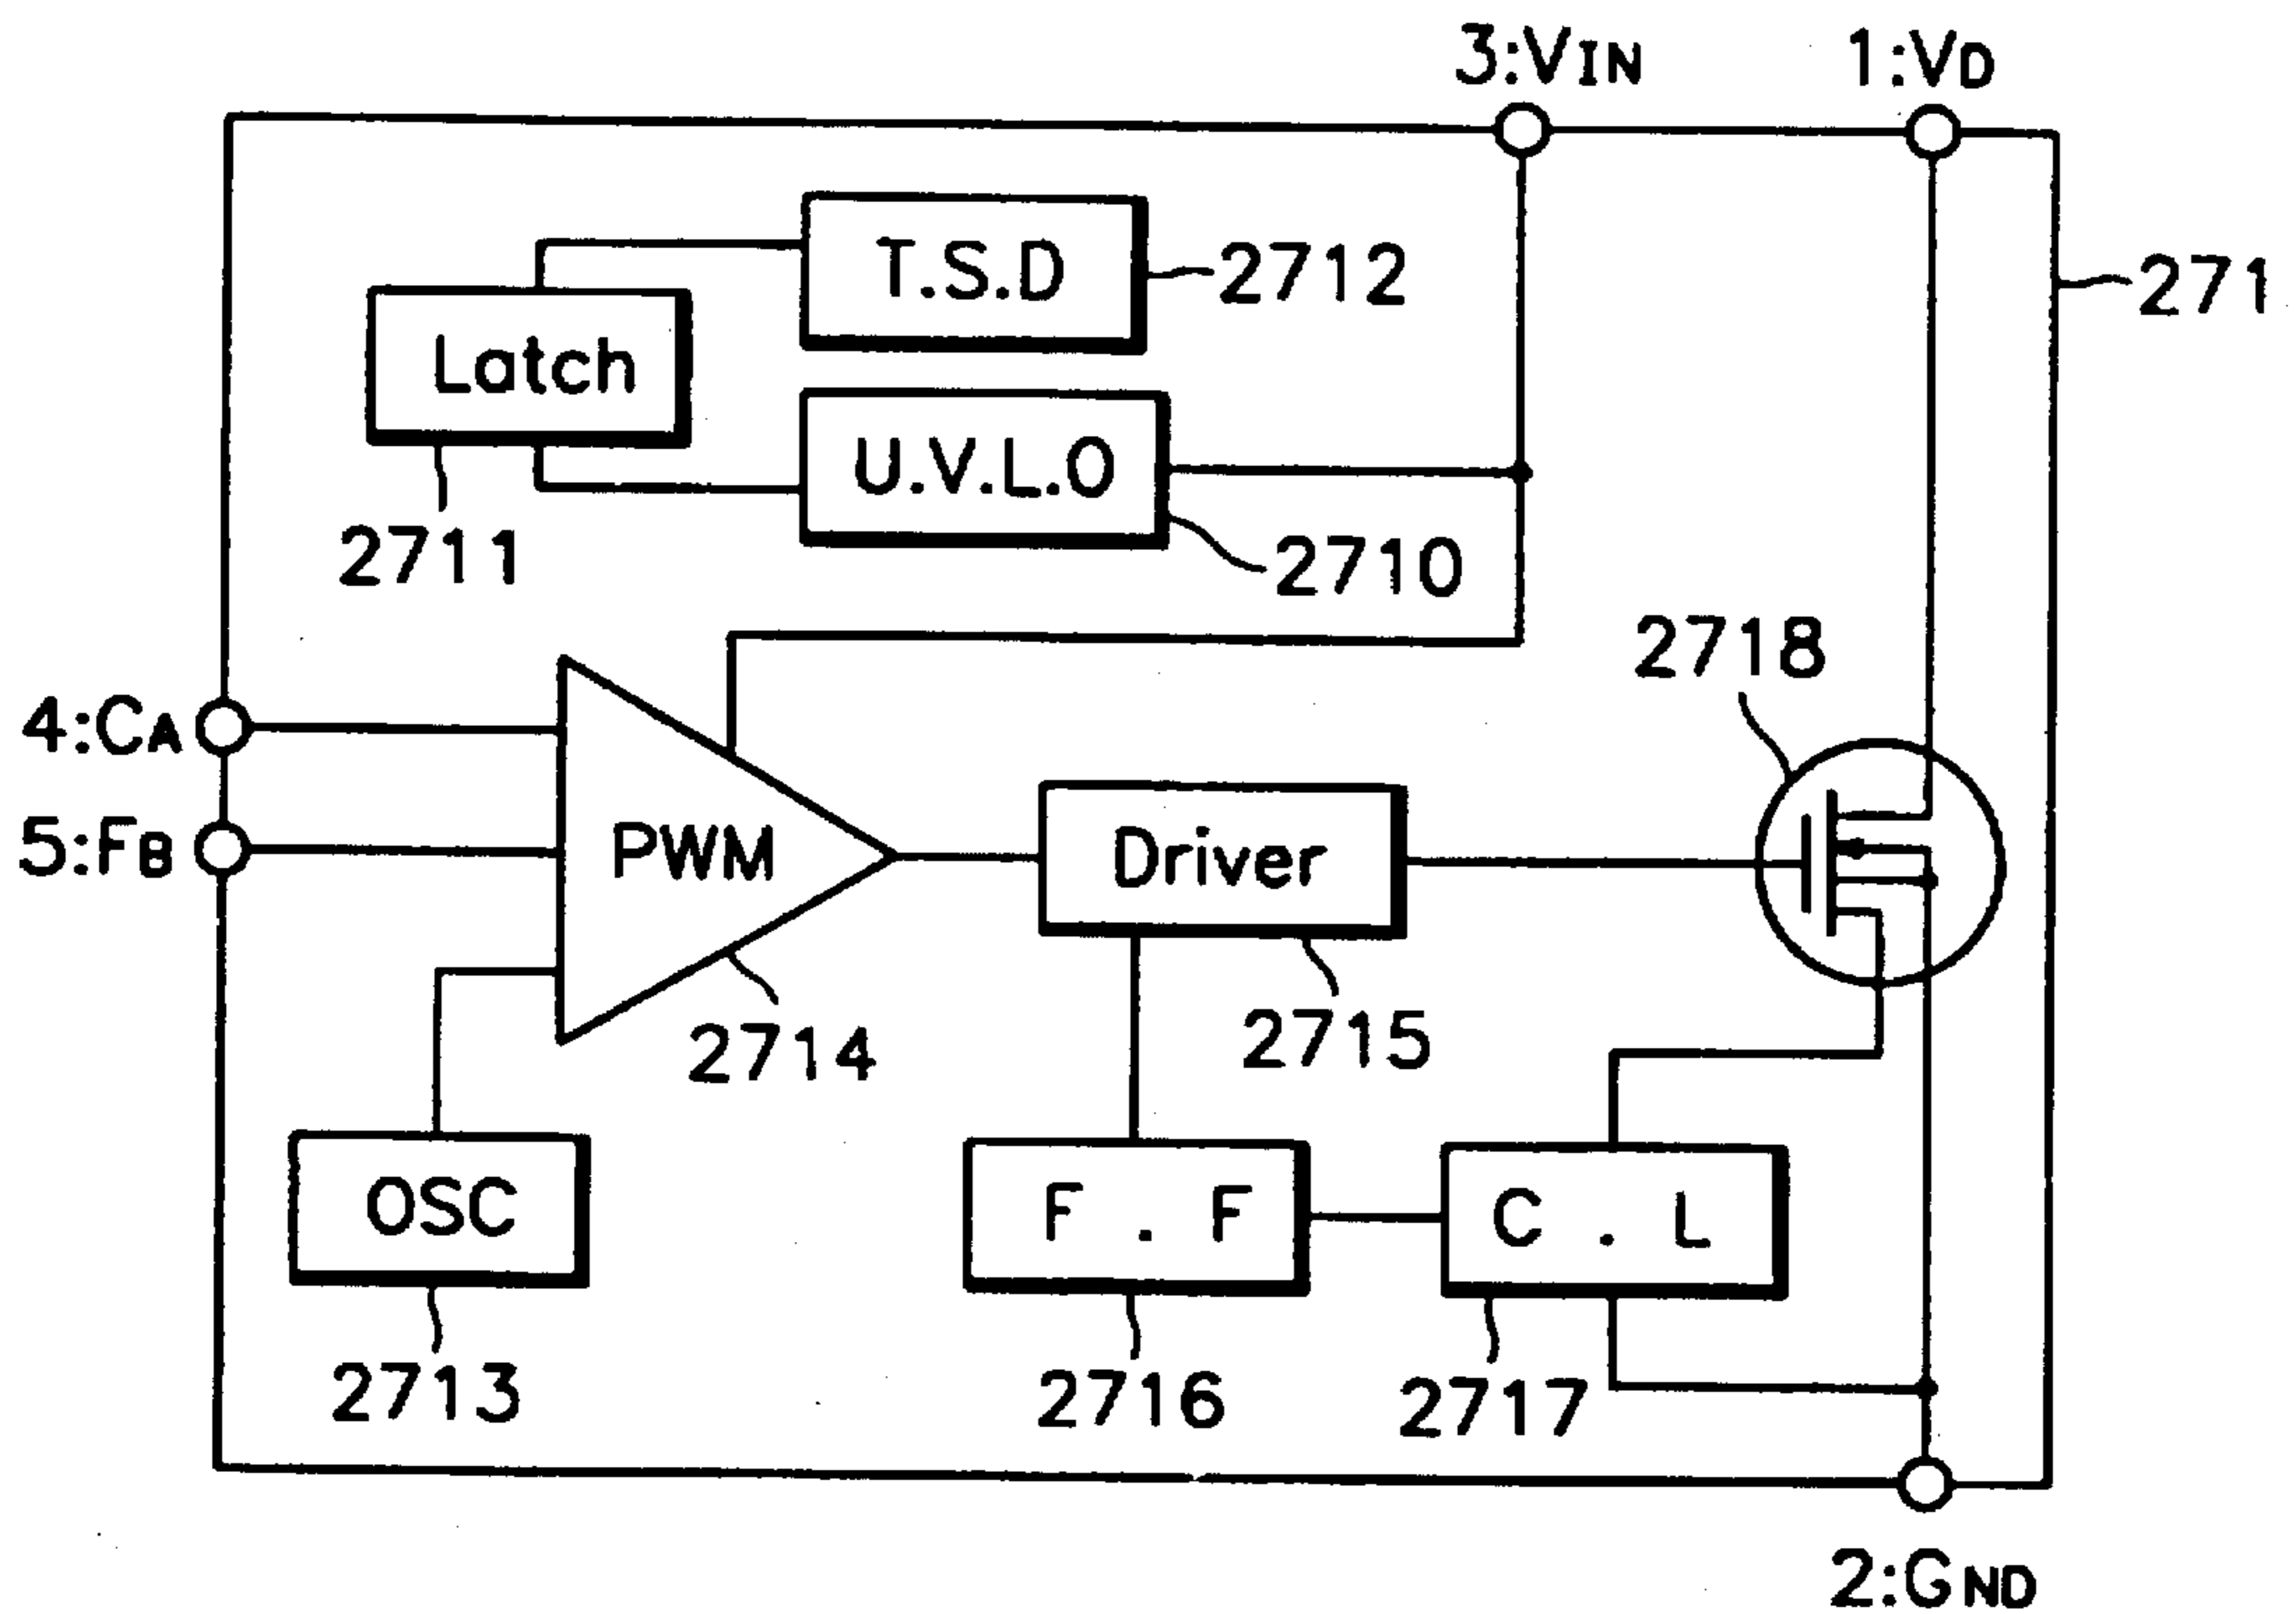 3:VIN
1:VD
T.S.D
2712
271
Latch
U.V.L.O
2711
2710
2718
4:CA
5:FB
PWM
Driver
2714
2715
OSC
F . F
C . L
2713
2716
2717
2:GND